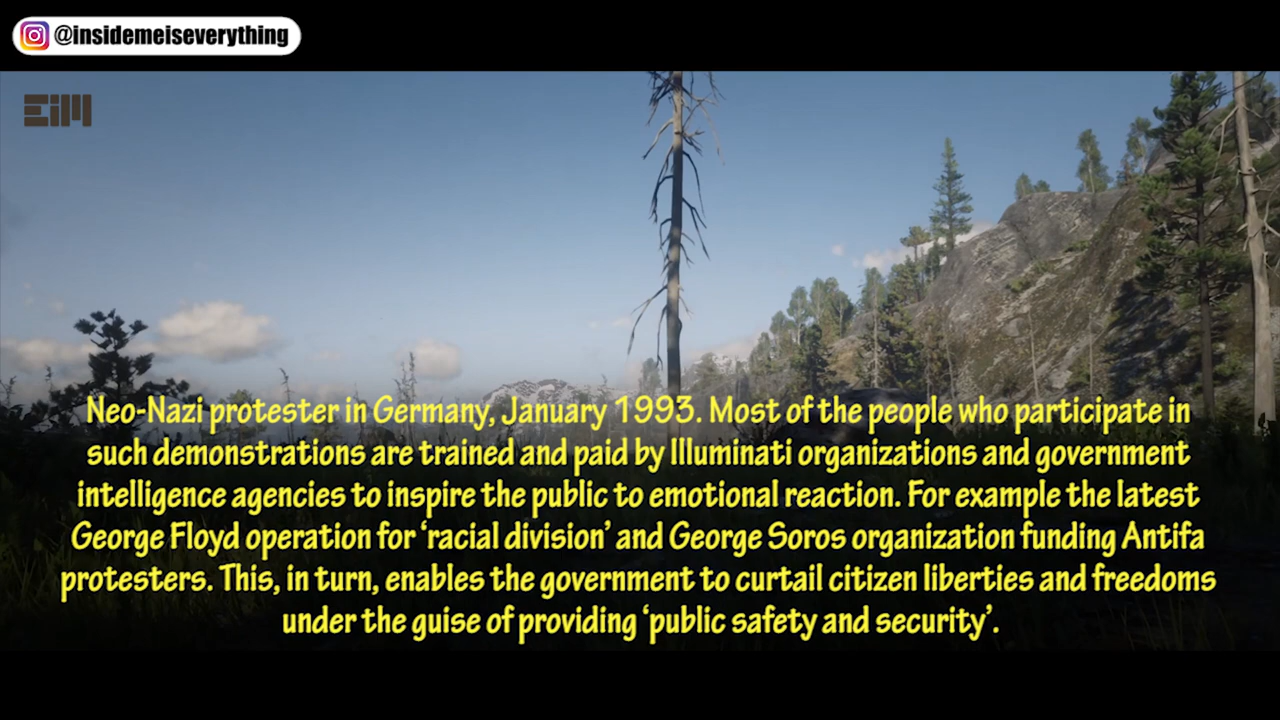 @insidemeiseverything
EiM
Neo-Nazi protester in Germany, January 1993. Most of the people who participate in
such demonstrations are trained and paid by Illuminati organizations and government
intelligence agencies to inspire the public to emotional reaction. For example the latest
George Floyd operation for ‘racial division’ and George Soros organization funding Antifa
protesters. This, in turn, enables the government to curtail citizen liberties and freedoms
under the guise of providing ‘public safety and security’.